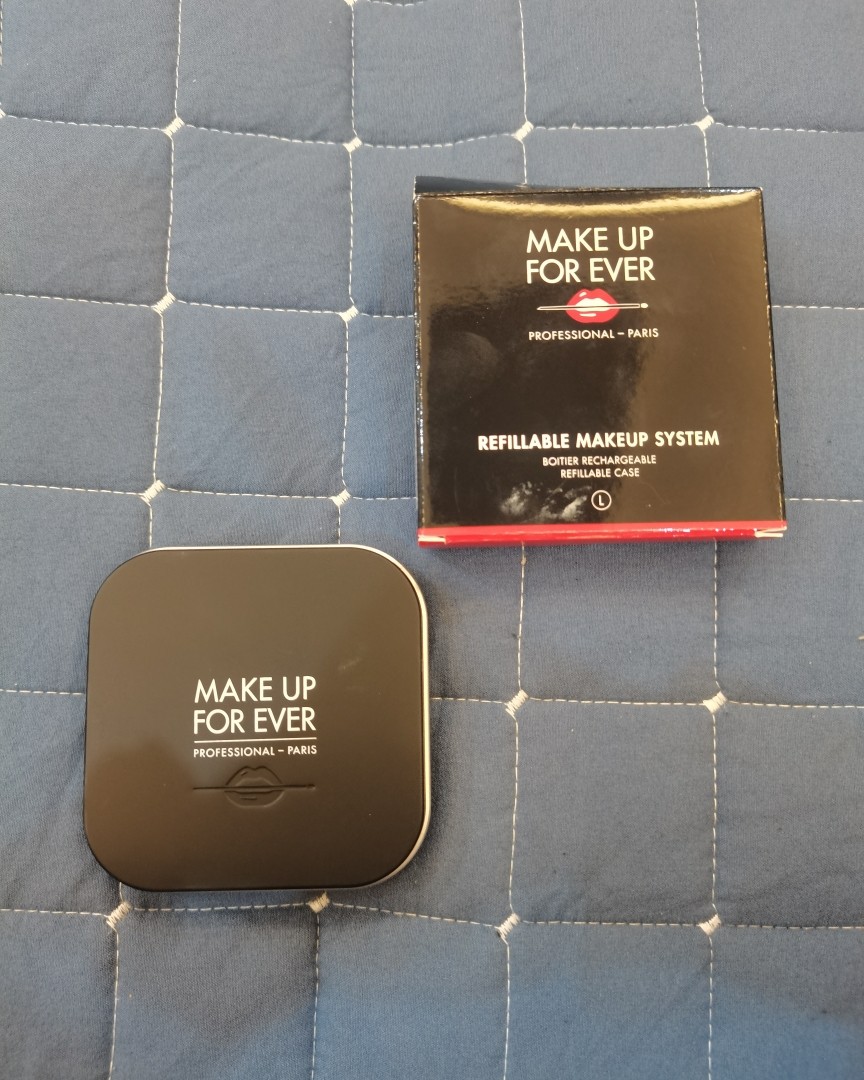 MAKE UP
FOR EVER
PROFESSIONAL – PARIS
REFILLABLE MAKEUP SYSTEM
BOITIER RECHARGEABLE
REFILLABLE CASE
L
MAKE UP
FOR EVER
PROFESSIONAL – PARIS